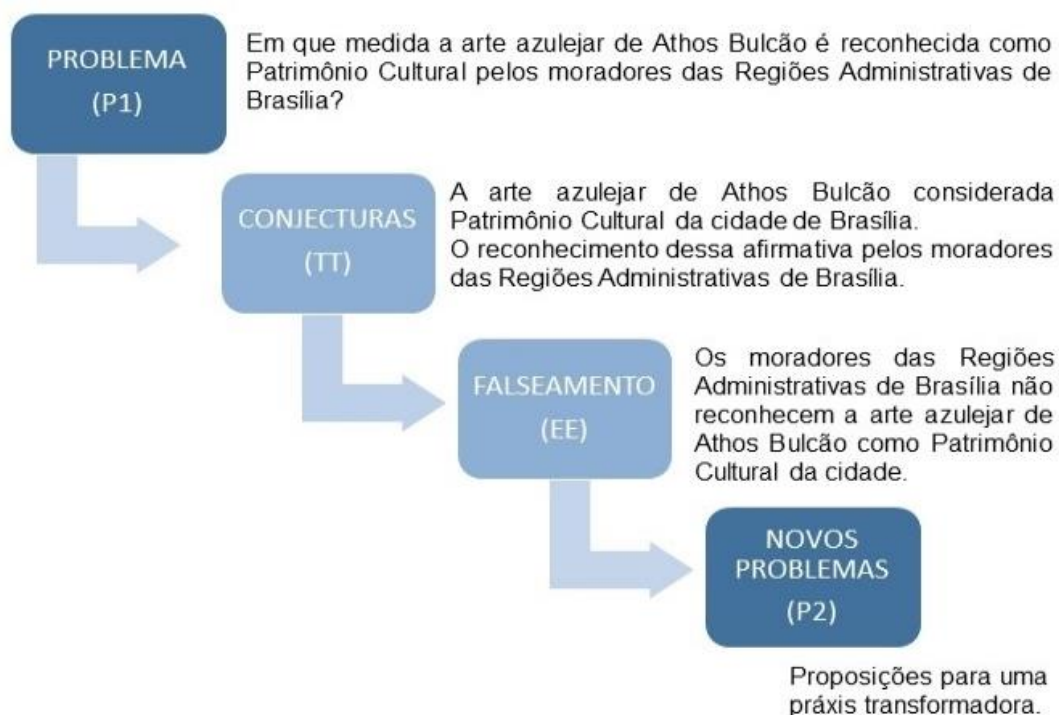 PROBLEMA
(P1)
Em que medida a arte azulejar de Athos Bulcão é reconhecida como
Patrimônio Cultural pelos moradores das Regiões Administrativas de
Brasília?
CONJECTURAS
(TT)
A arte azulejar de Athos Bulcão considerada
Patrimônio Cultural da cidade de Brasília.
O reconhecimento dessa afirmativa pelos moradores
das Regiões Administrativas de Brasília.
FALSEAMENTO
(EE)
Os moradores das Regiões
Administrativas de Brasília não
reconhecem a arte azulejar de
Athos Bulcão como Patrimônio
Cultural da cidade.
NOVOS
PROBLEMAS
(P2)
Proposições para uma
práxis transformadora.